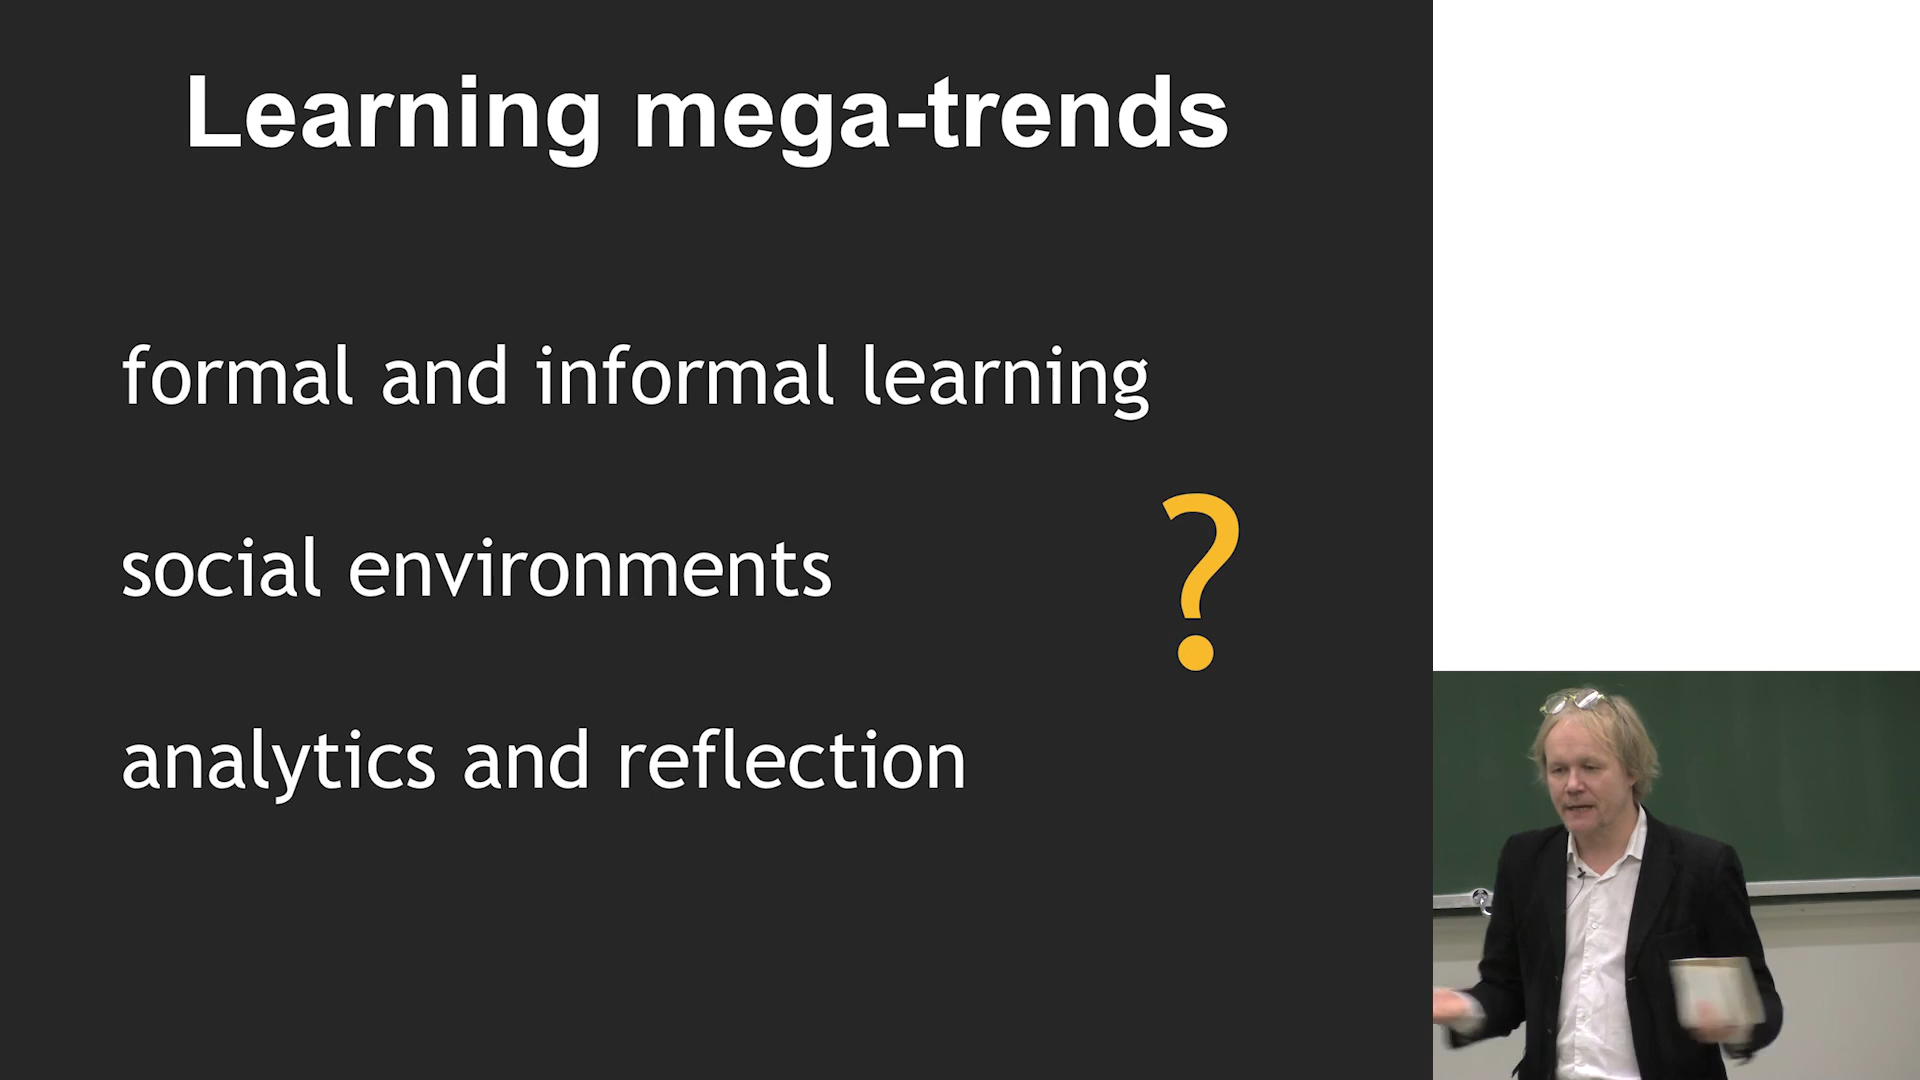 Learning mega-trends
formal and informal learning
social environments
?
analytics and reflection